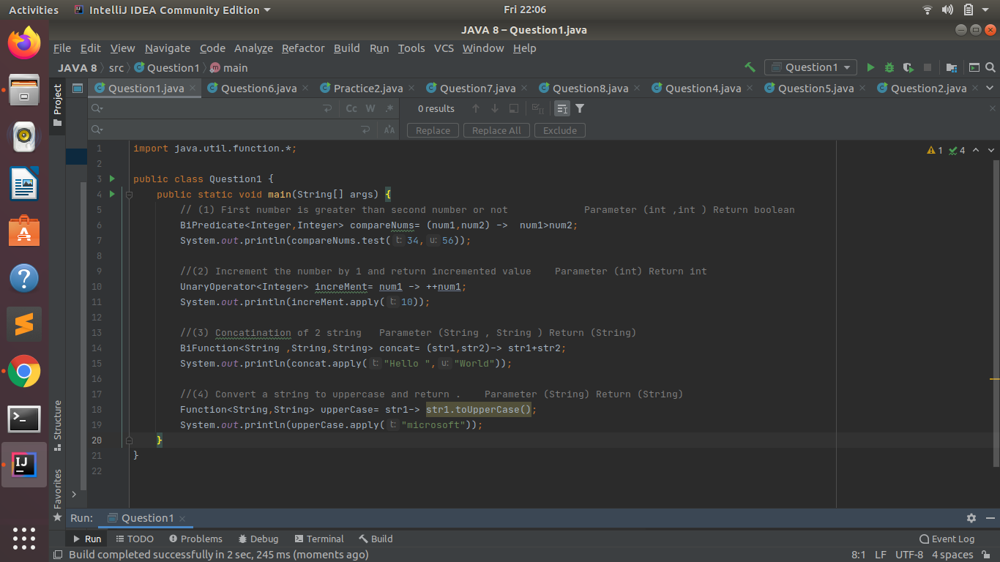 Activities IntelliJ IDEA Community Edition Fri 22:06
JAVA 8 – Question1.java
File Edit View Navigate Code Analyze Refactor Build Run Tools VCS Window Help
JAVA 8 src Question1 main Question1
Project Question1.java Question6.java Practice2.java Question7.java Question8.java Question4.java Question5.java Question2.java
Cc W .* 0 results
Replace Replace All Exclude
1 import java.util.function.*; 1 4
2
3 public class Question1 {
4 public static void main(String[] args) {
5 // (1) First number is greater than second number or not Parameter (int ,int ) Return boolean
6 BiPredicate<Integer,Integer> compareNums= (num1,num2) -> num1>num2;
7 System.out.println(compareNums.test( t: 34, u: 56));
8
9 //(2) Increment the number by 1 and return incremented value Parameter (int) Return int
10 UnaryOperator<Integer> increMent= num1 -> ++num1;
11 System.out.println(increMent.apply( t: 10));
12
13 //(3) Concatination of 2 string Parameter (String , String ) Return (String)
14 BiFunction<String ,String,String> concat= (str1,str2)-> str1+str2;
15 System.out.println(concat.apply( t: "Hello ", u: "World"));
16
17 //(4) Convert a string to uppercase and return . Parameter (String) Return (String)
18 Function<String,String> upperCase= str1-> str1.toUpperCase();
19 System.out.println(upperCase.apply( t: "microsoft"));
20 }
21 }
22
Structure
Favorites
Run: Question1
Run TODO Problems Debug Terminal Build Event Log
Build completed successfully in 2 sec, 245 ms (moments ago) 8:1 LF UTF-8 4 spaces